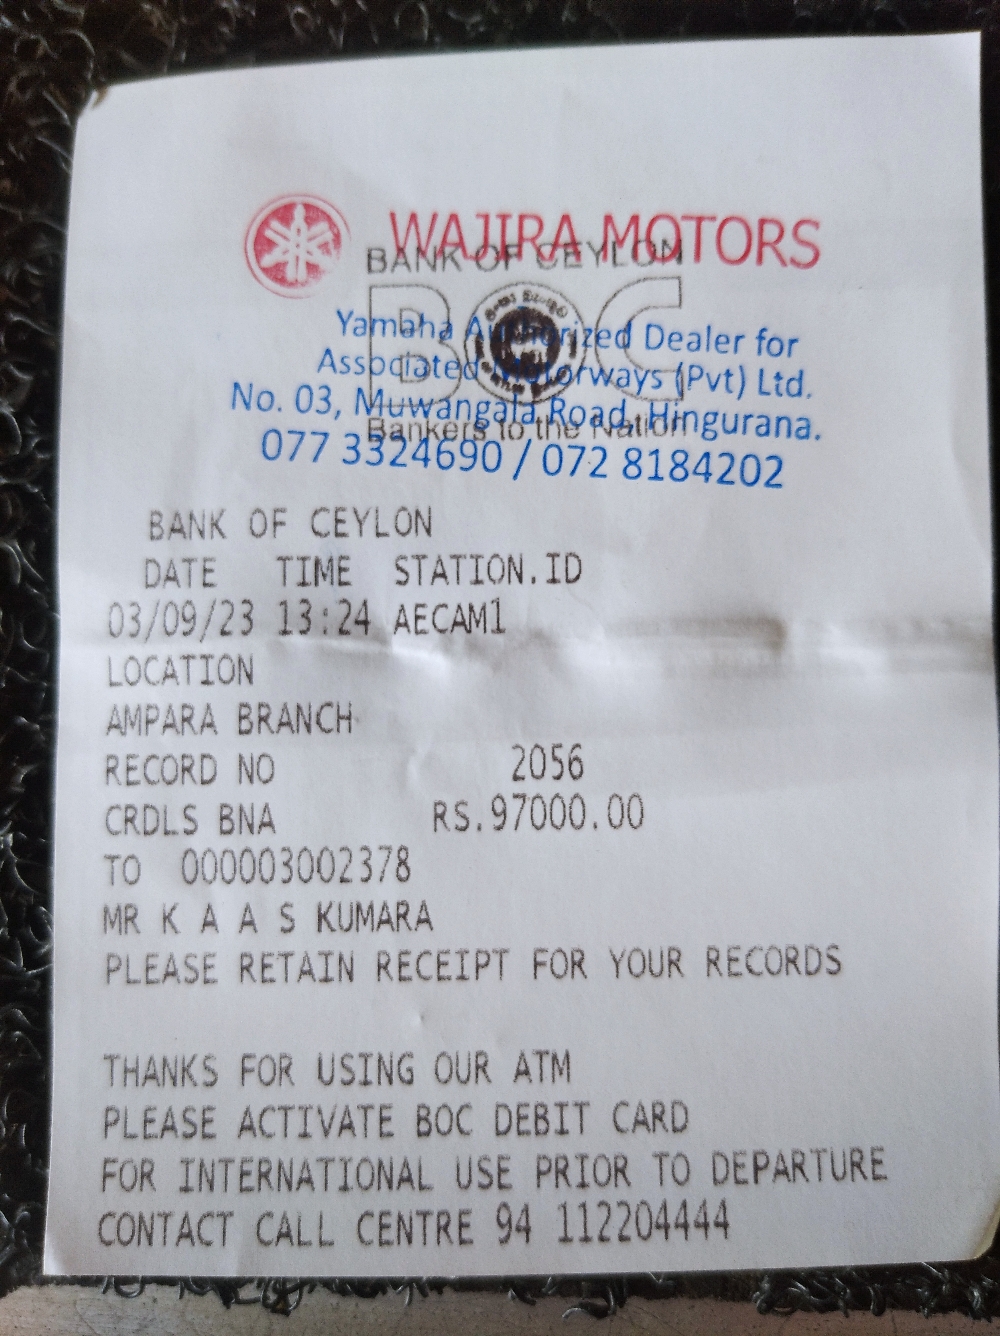 WAJIRA MOTORS
BANK OF CEYLON
BOC
Yamaha Authorized Dealer for
Associated Motorways (Pvt) Ltd.
No. 03, Muwangala Road, Hingurana.
Bankers to the Nation
077 3324690 / 072 8184202
BANK OF CEYLON
DATE TIME STATION.ID
03/09/23 13:24 AECAM1
LOCATION
AMPARA BRANCH
RECORD NO 2056
CRDLS BNA RS.97000.00
TO 000003002378
MR K A A S KUMARA
PLEASE RETAIN RECEIPT FOR YOUR RECORDS
THANKS FOR USING OUR ATM
PLEASE ACTIVATE BOC DEBIT CARD
FOR INTERNATIONAL USE PRIOR TO DEPARTURE
CONTACT CALL CENTRE 94 112204444